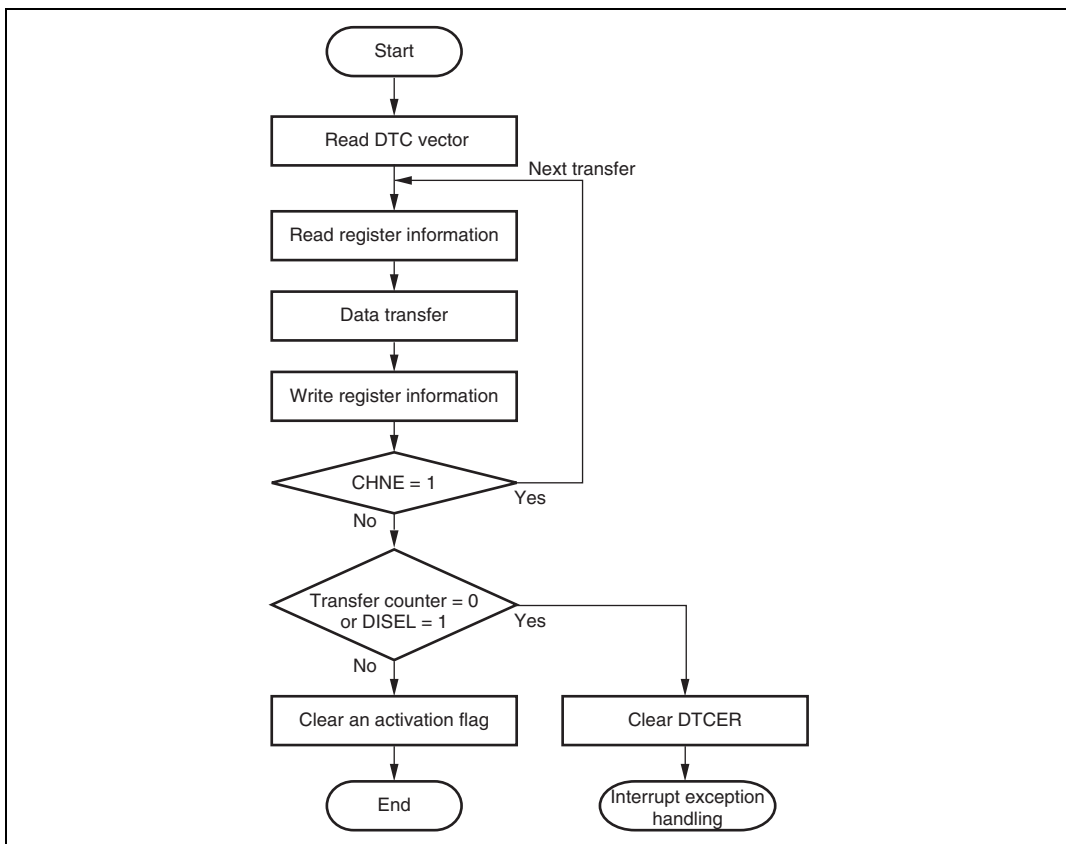 Start
Read DTC vector
Next transfer
Read register information
Data transfer
Write register information
CHNE = 1
Yes
No
Transfer counter = 0
or DISEL = 1
Yes
No
Clear an activation flag
Clear DTCER
End
Interrupt exception
handling